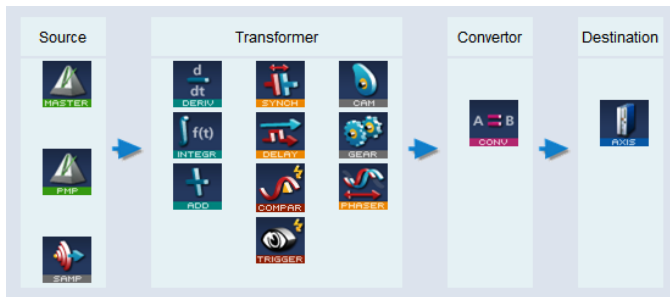 Source
Transformer
Convertor
Destination
MASTER
d
dt
DERIV
SYNCH
CAM
f(t)
INTEGR
DELAY
GEAR
A B
CONV
AXIS
PMP
ADD
COMPAR
PHASER
SAMP
TRIGGER